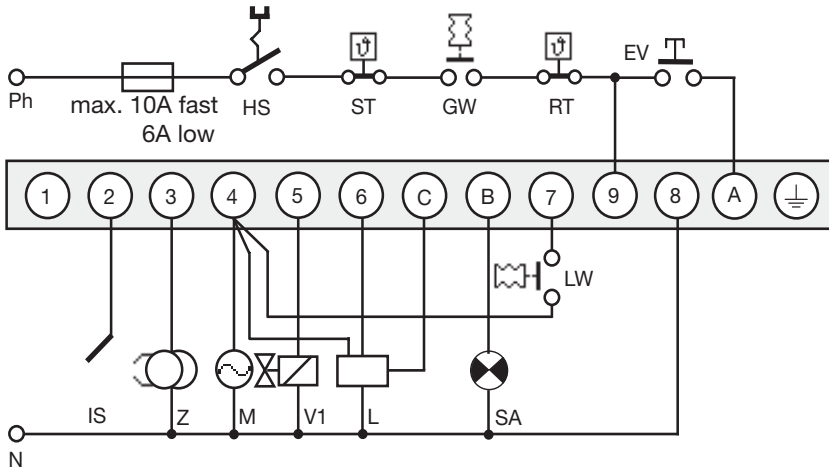 EV
Ph
max. 10A fast
6A low
HS
ST
GW
RT
1 2 3 4 5 6 C B 7 9 8 A
LW
IS Z M V1 L SA
N